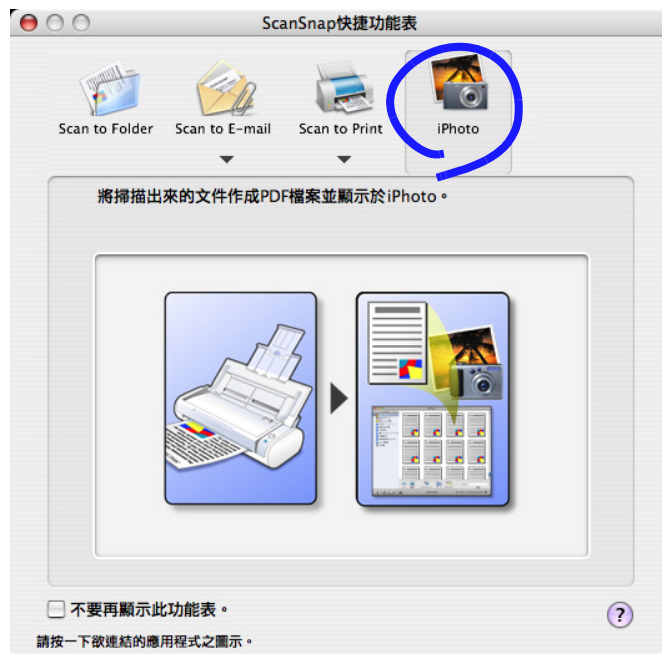 ScanSnap快捷功能表
Scan to Folder
Scan to E-mail
Scan to Print
iPhoto
將掃描出來的文件作成PDF檔案並顯示於iPhoto。
不要再顯示此功能表。
?
請按一下欲連結的應用程式之圖示。